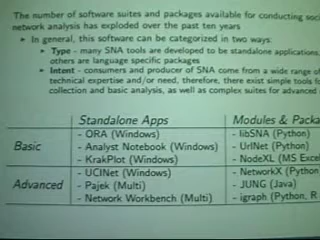 The number of software suites and packages available for conducting soci
network analysis has exploded over the past ten years
▸ In general, this software can be categorized in two ways:
▸ Type - many SNA tools are developed to be standalone applications,
others are language specific packages
▸ Intent - consumers and producer of SNA come from a wide range of
technical expertise and/or need, therefore, there exist simple tools fo
collection and basic analysis, as well as complex suites for advanced
Standalone Apps Modules & Packa
Basic
- ORA (Windows) - libSNA (Python)
- Analyst Notebook (Windows) - UrlNet (Python)
- KrakPlot (Windows) - NodeXL (MS Excel
Advanced
- UCINet (Windows) - NetworkX (Python
- Pajek (Multi) - JUNG (Java)
- Network Workbench (Multi) - igraph (Python, R